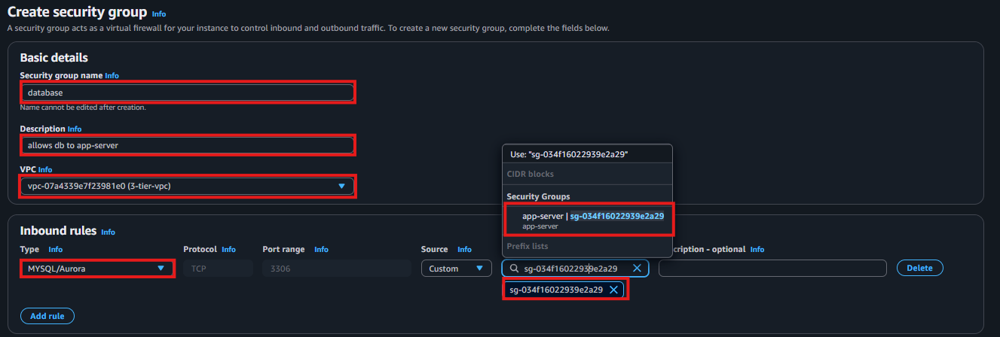 Create security group Info
A security group acts as a virtual firewall for your instance to control inbound and outbound traffic. To create a new security group, complete the fields below.
Basic details
Security group name Info
database
Name cannot be edited after creation.
Description Info
allows db to app-server
VPC Info
vpc-07a4339e7f23981e0 (3-tier-vpc)
Use: "sg-034f16022939e2a29"
CIDR blocks
Security Groups
app-server | sg-034f16022939e2a29
app-server
Prefix lists
Inbound rules Info
Type Info Protocol Info Port range Info Source Info cription - optional Info
MYSQL/Aurora TCP 3306 Custom sg-034f16022939e2a29 Delete
sg-034f16022939e2a29
Add rule